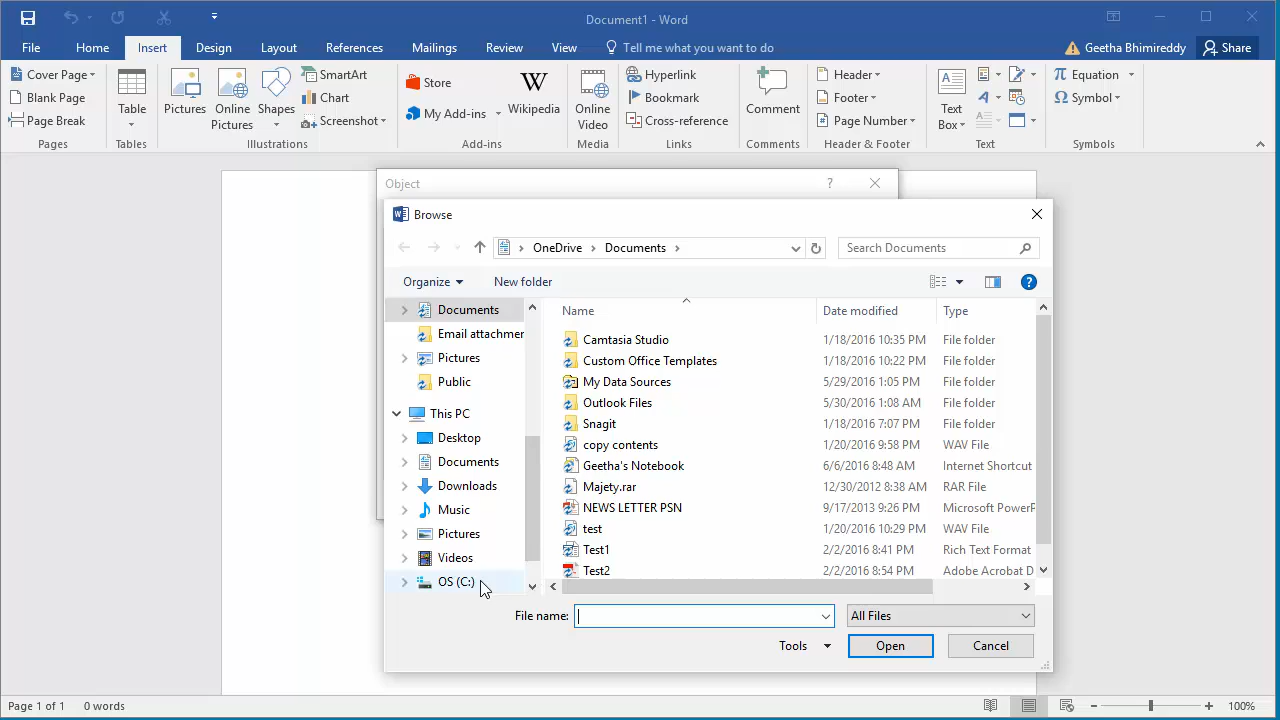 Document1 - Word
File Home Insert Design Layout References Mailings Review View Tell me what you want to do Geetha Bhimireddy Share
Cover Page
Blank Page
Page Break
Pages
Table
Tables
Pictures
Online
Pictures
Shapes
SmartArt
Chart
Screenshot
Illustrations
Store
My Add-ins
W
Wikipedia
Add-ins
Online
Video
Media
Hyperlink
Bookmark
Cross-reference
Links
Comment
Comments
Header
Footer
Page Number
Header & Footer
Text
Box
A
Text
π Equation
Ω Symbol
Symbols
Object ?
Browse
OneDrive Documents Search Documents
Organize New folder ?
Documents
Email attachmer
Pictures
Public
This PC
Desktop
Documents
Downloads
Music
Pictures
Videos
OS (C:)
Name Date modified Type
Camtasia Studio 1/18/2016 10:35 PM File folder
Custom Office Templates 1/18/2016 10:22 PM File folder
My Data Sources 5/29/2016 1:05 PM File folder
Outlook Files 5/30/2016 1:08 AM File folder
Snagit 1/18/2016 7:07 PM File folder
copy contents 1/20/2016 9:58 PM WAV File
Geetha's Notebook 6/6/2016 8:48 AM Internet Shortcut
Majety.rar 12/30/2012 8:38 AM RAR File
NEWS LETTER PSN 9/17/2013 9:26 PM Microsoft PowerP
test 1/20/2016 10:29 PM WAV File
Test1 2/2/2016 8:41 PM Rich Text Format
Test2 2/2/2016 8:54 PM Adobe Acrobat D
File name: All Files
Tools Open Cancel
Page 1 of 1 0 words 100%